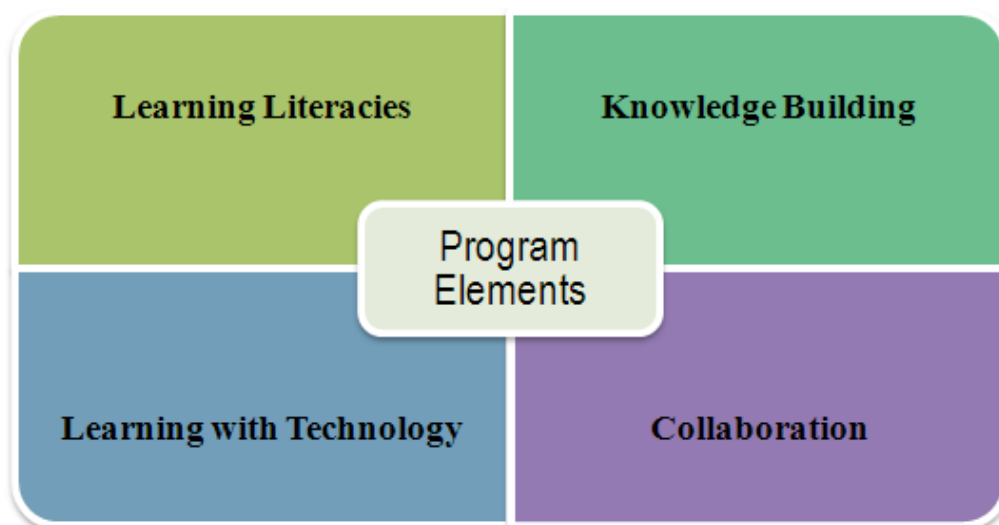 Learning Literacies
Knowledge Building
Program
Elements
Learning with Technology
Collaboration